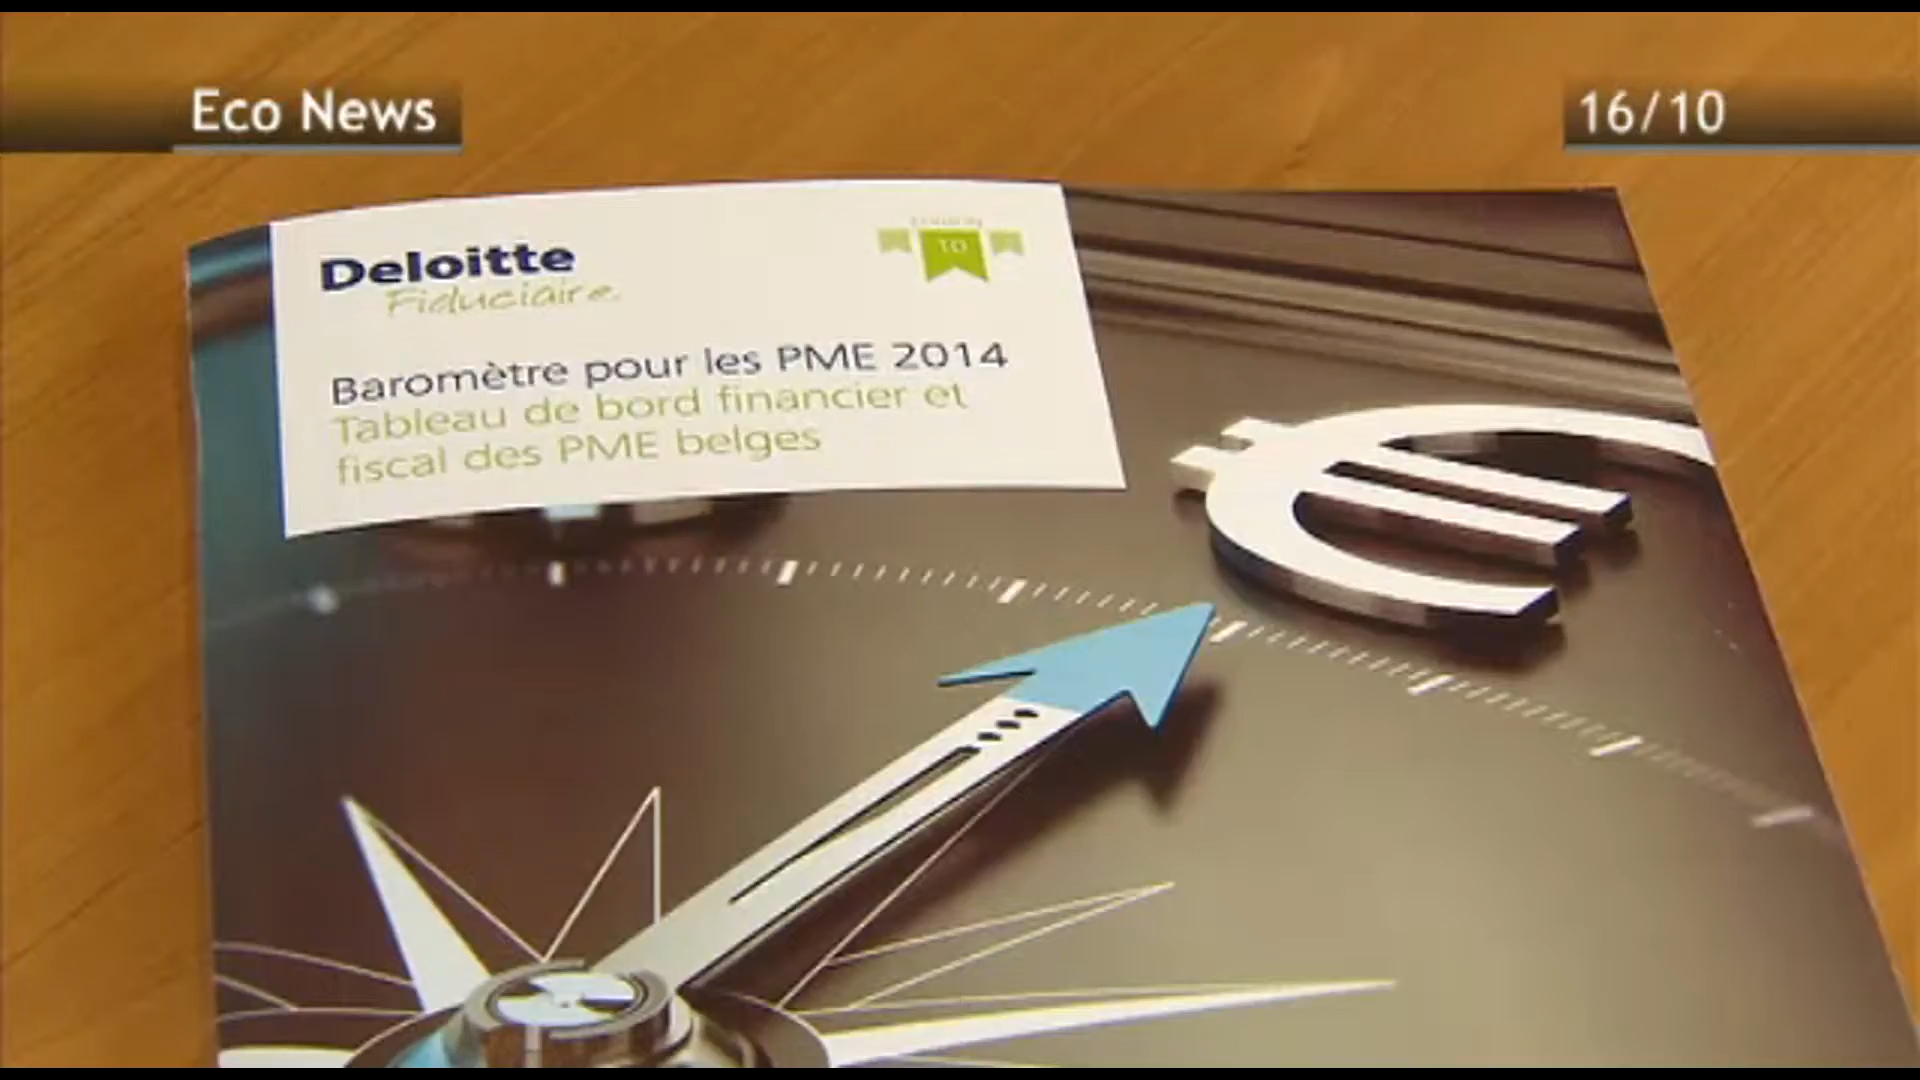 Eco News
16/10
Deloitte
Fiduciaire
10
Baromètre pour les PME 2014
Tableau de bord financier et
fiscal des PME belges